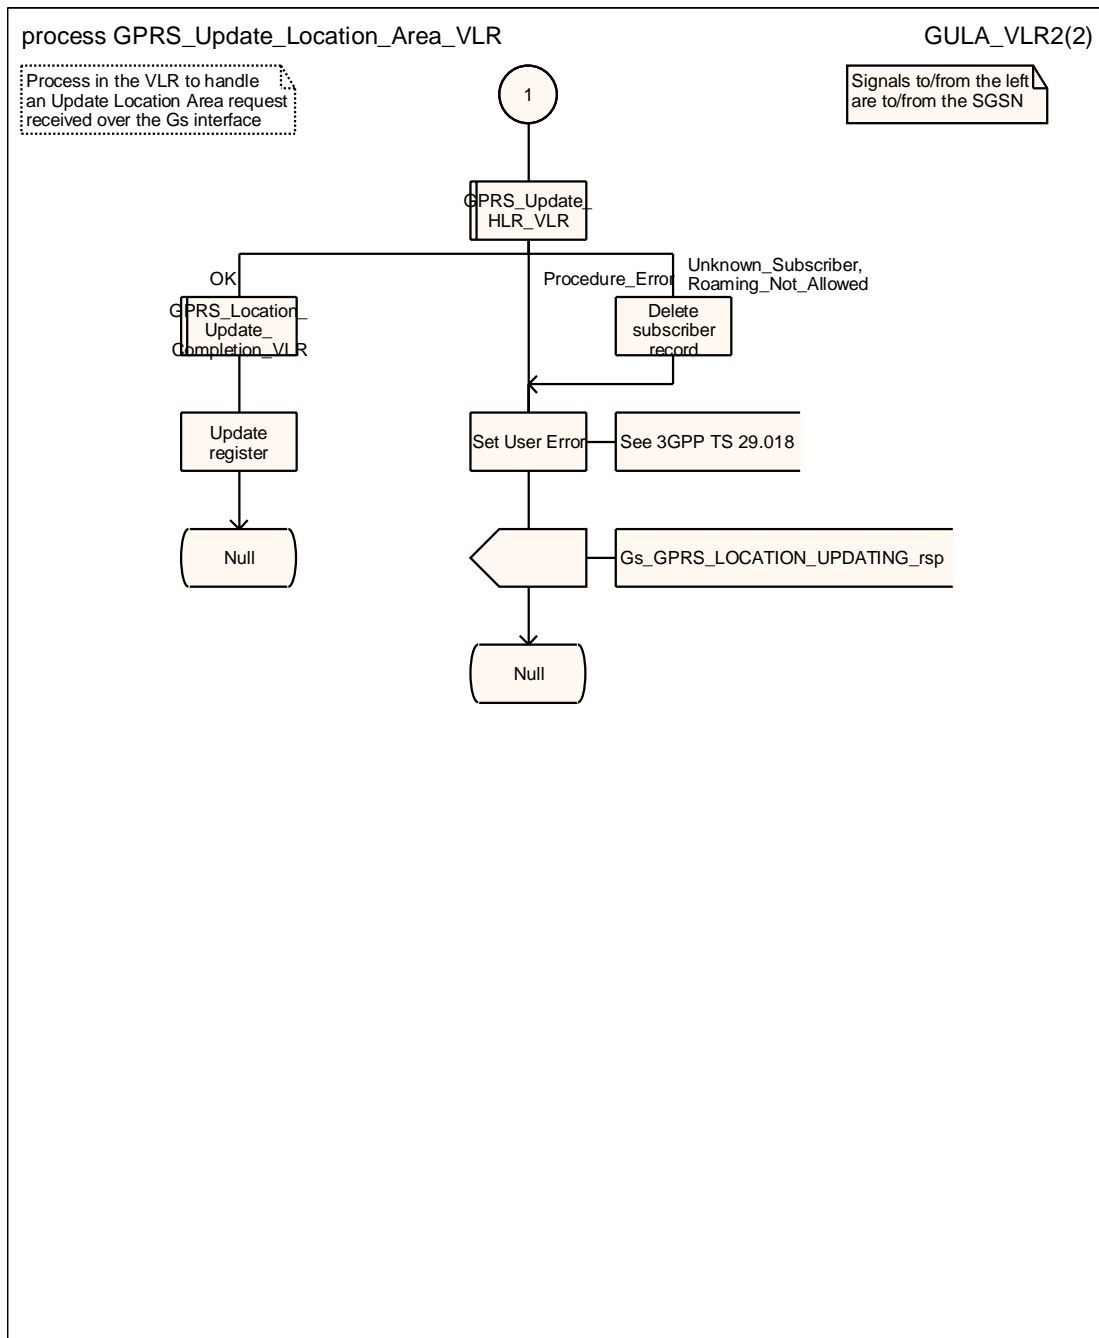 process GPRS_Update_Location_Area_VLR
GULA_VLR2(2)
Process in the VLR to handle
an Update Location Area request
received over the Gs interface
1
Signals to/from the left
are to/from the SGSN
GPRS_Update_
HLR_VLR
OK
Procedure_Error
Unknown_Subscriber,
Roaming_Not_Allowed
GPRS_Location_
Update_
Completion_VLR
Delete
subscriber
record
Update
register
Set User Error
See 3GPP TS 29.018
Null
Gs_GPRS_LOCATION_UPDATING_rsp
Null